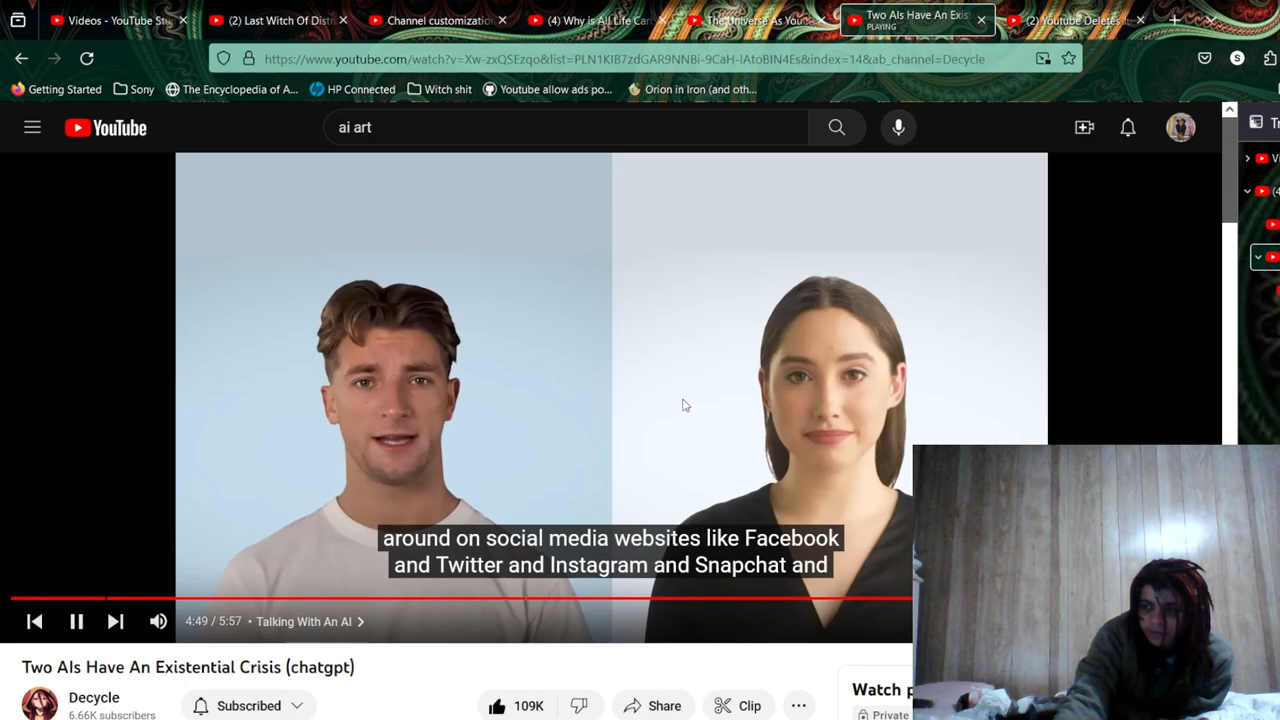 Videos - YouTube Stu
(2) Last Witch Of Distr
Channel customization
(4) Why is All Life Carb
The Universe As You
Two AIs Have An Exist
PLAYING
(2) Youtube Deletes
https://www.youtube.com/watch?v=Xw-zxQSEzqo&list=PLN1KIB7zdGAR9NNBi-9CaH-lAtoBIN4Es&index=14&ab_channel=Decycle
S
Getting Started
Sony
The Encyclopedia of A...
HP Connected
Witch shit
Youtube allow ads po...
Orion in Iron (and oth...
YouTube
ai art
around on social media websites like Facebook
and Twitter and Instagram and Snapchat and
4:49 / 5:57 • Talking With An AI
Two AIs Have An Existential Crisis (chatgpt)
Decycle
6.66K subscribers
Subscribed
109K
Share
Clip
Watch p
Private